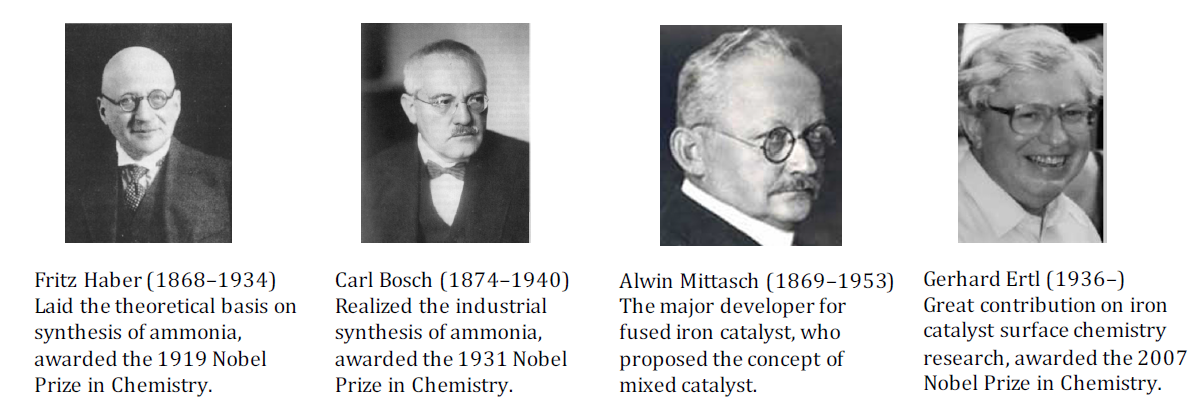 Fritz Haber (1868–1934)
Laid the theoretical basis on
synthesis of ammonia,
awarded the 1919 Nobel
Prize in Chemistry.
Carl Bosch (1874–1940)
Realized the industrial
synthesis of ammonia,
awarded the 1931 Nobel
Prize in Chemistry.
Alwin Mittasch (1869–1953)
The major developer for
fused iron catalyst, who
proposed the concept of
mixed catalyst.
Gerhard Ertl (1936–)
Great contribution on iron
catalyst surface chemistry
research, awarded the 2007
Nobel Prize in Chemistry.